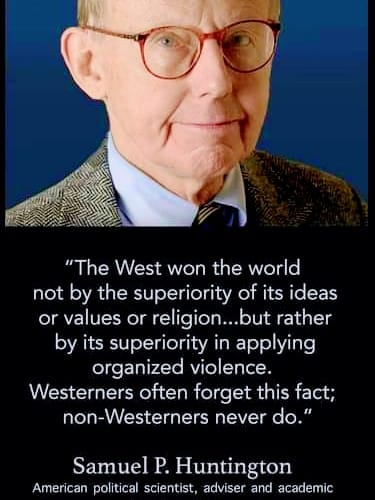 “The West won the world
not by the superiority of its ideas
or values or religion...but rather
by its superiority in applying
organized violence.
Westerners often forget this fact;
non-Westerners never do.”
Samuel P. Huntington
American political scientist, adviser and academic